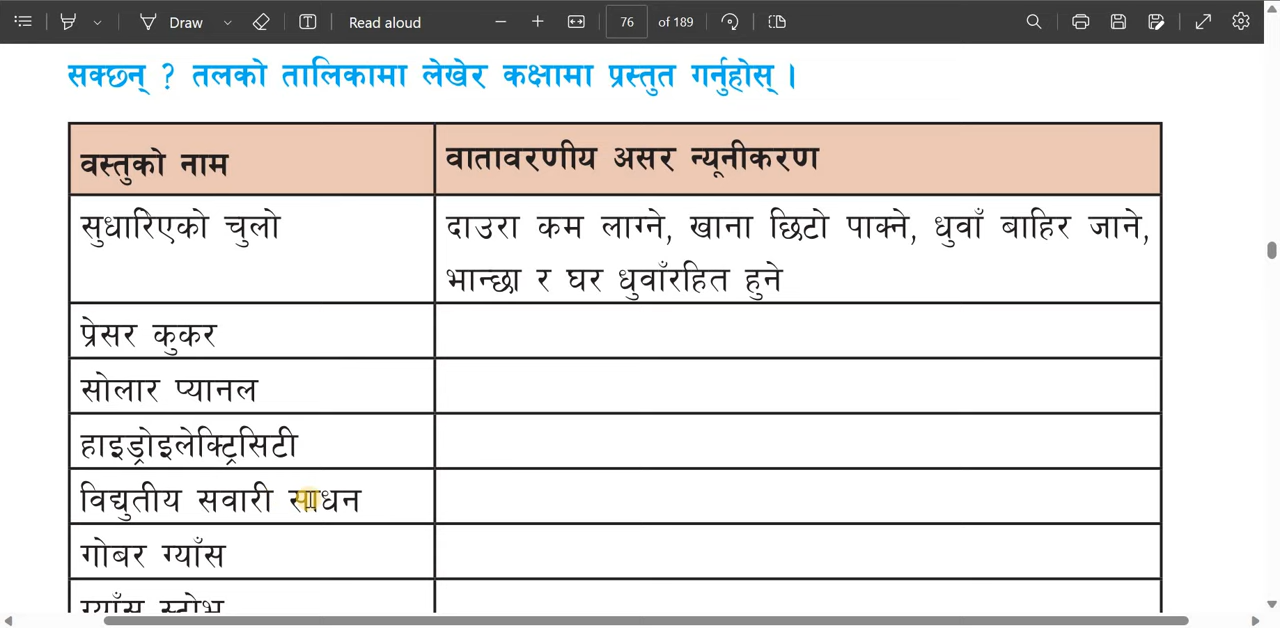 Draw
Read aloud
76
of 189
सक्छन् ? तलको तालिकामा लेखेर कक्षामा प्रस्तुत गर्नुहोस् ।
वस्तुको नाम
वातावरणीय असर न्यूनीकरण
सुधारिएको चुलो
दाउरा कम लाग्ने, खाना छिटो पाक्ने, धुवाँ बाहिर जाने,
भान्छा र घर धुवाँरहित हुने
प्रेसर कुकर
सोलार प्यानल
हाइड्रोइलेक्ट्रिसिटी
विद्युतीय सवारी साधन
गोबर ग्याँस
ग्याँस स्टोभ